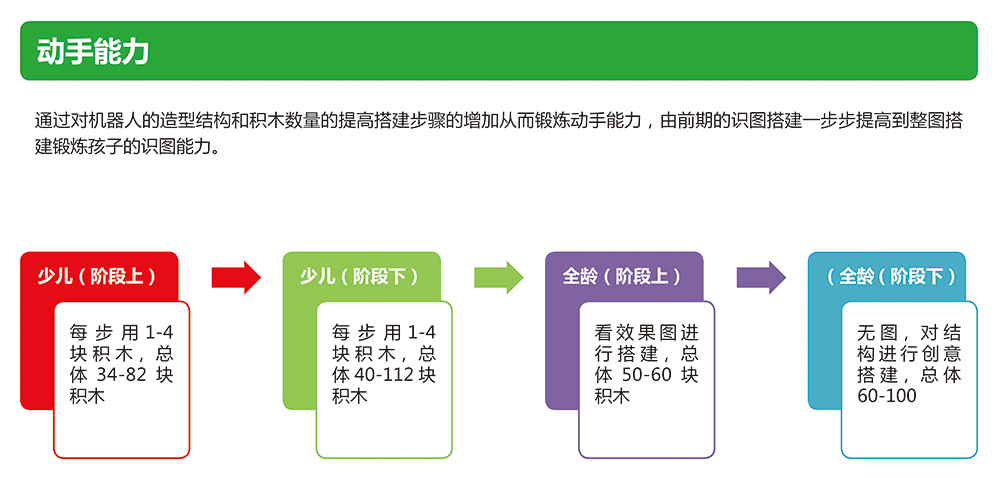 动手能力
通过对机器人的造型结构和积木数量的提高搭建步骤的增加从而锻炼动手能力，由前期的识图搭建一步步提高到整图搭
建锻炼孩子的识图能力。
少儿（阶段上）
每步用1-4
块积木，总
体34-82块
积木
少儿（阶段下）
每步用1-4
块积木，总
体40-112块
积木
全龄（阶段上）
看效果图进
行搭建，总
体50-60块
积木
（全龄（阶段下）
无图，对结
构进行创意
搭建，总体
60-100